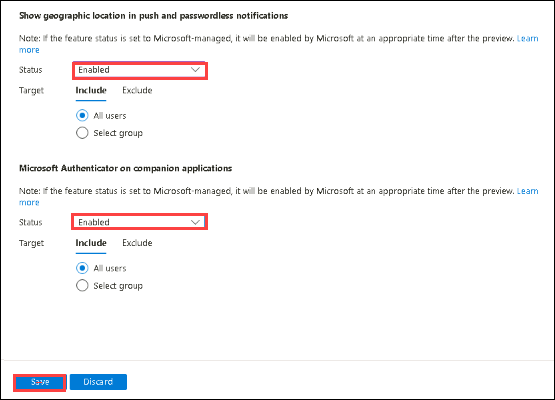 Show geographic location in push and passwordless notifications
Note: If the feature status is set to Microsoft-managed, it will be enabled by Microsoft at an appropriate time after the preview. Learn
more
Status Enabled
Target Include Exclude
All users
Select group
Microsoft Authenticator on companion applications
Note: If the feature status is set to Microsoft-managed, it will be enabled by Microsoft at an appropriate time after the preview. Learn
more
Status Enabled
Target Include Exclude
All users
Select group
Save Discard